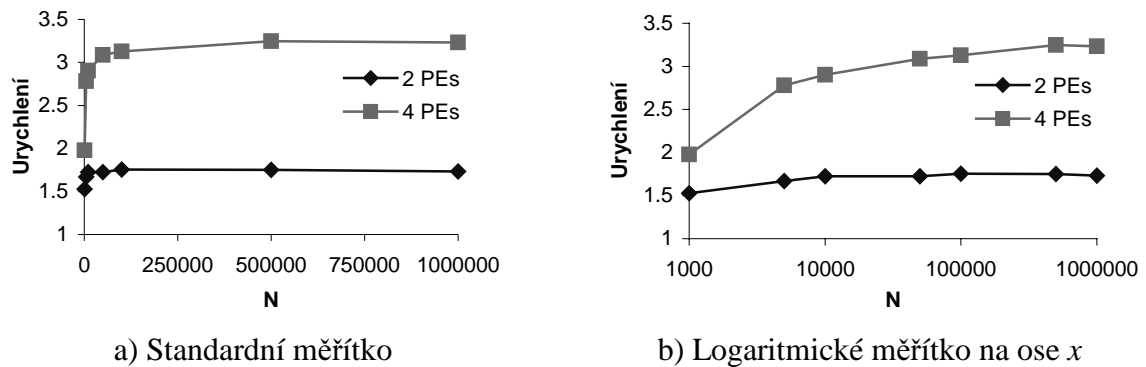 3.5
3
2.5
2
1.5
1
Urychlení
2 PEs
4 PEs
0 250000 500000 750000 1000000
N
a) Standardní měřítko
3.5
3
2.5
2
1.5
1
Urychlení
2 PEs
4 PEs
1000 10000 100000 1000000
N
b) Logaritmické měřítko na ose x